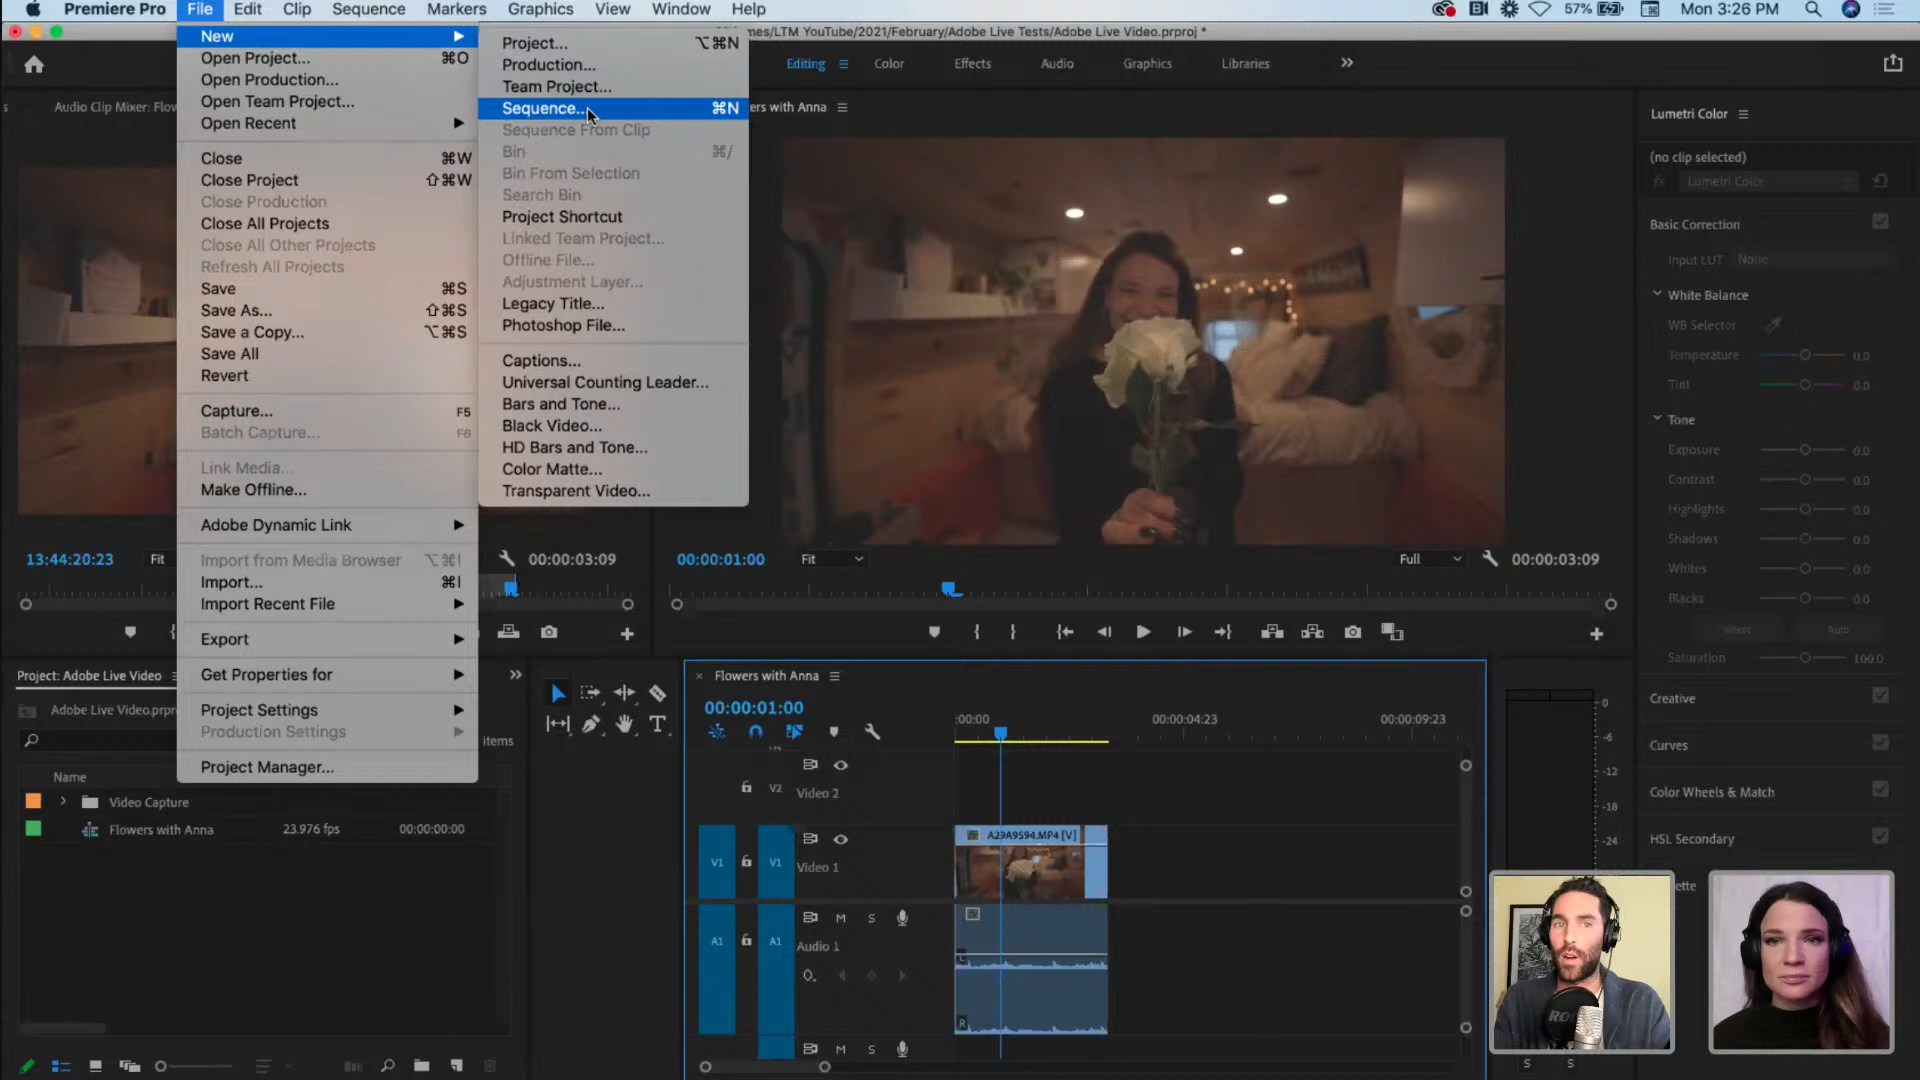 Premiere Pro File Edit Clip Sequence Markers Graphics View Window Help 57% Mon 3:26 PM
mes/LTM YouTube/2021/February/Adobe Live Tests/Adobe Live Video.prproj *
Editing Color Effects Audio Graphics Libraries
s Audio Clip Mixer: Flow
ers with Anna
New
Open Project... ⌘O
Open Production...
Open Team Project...
Open Recent
Close ⌘W
Close Project ⇧⌘W
Close Production
Close All Projects
Close All Other Projects
Refresh All Projects
Save ⌘S
Save As... ⇧⌘S
Save a Copy... ⌥⌘S
Save All
Revert
Capture... F5
Batch Capture... F6
Link Media...
Make Offline...
Adobe Dynamic Link
Import from Media Browser ⌥⌘I
Import... ⌘I
Import Recent File
Export
Get Properties for
Project Settings
Production Settings
Project Manager...
Project... ⌥⌘N
Production...
Team Project...
Sequence... ⌘N
Sequence From Clip
Bin ⌘/
Bin From Selection
Search Bin
Project Shortcut
Linked Team Project...
Offline File...
Adjustment Layer...
Legacy Title...
Photoshop File...
Captions...
Universal Counting Leader...
Bars and Tone...
Black Video...
HD Bars and Tone...
Color Matte...
Transparent Video...
13:44:20:23 Fit 00:00:03:09
00:00:01:00 Fit Full 00:00:03:09
Lumetri Color
(no clip selected)
fx Lumetri Color
Basic Correction
Input LUT None
White Balance
WB Selector
Temperature 0.0
Tint 0.0
Tone
Exposure 0.0
Contrast 0.0
Highlights 0.0
Shadows 0.0
Whites 0.0
Blacks 0.0
Reset Auto
Saturation 100.0
Creative
Curves
Color Wheels & Match
HSL Secondary
ette
Project: Adobe Live Video
Adobe Live Video.prpr
items
Name
Video Capture
Flowers with Anna 23.976 fps 00:00:00:00
Flowers with Anna
00:00:01:00
:00:00 00:00:04:23 00:00:09:23
V2 Video 2
A29A9594.MP4 [V]
V1 V1 Video 1
M S
A1 A1 Audio 1
L
R
M S
0
-6
-12
-18
-24
S S